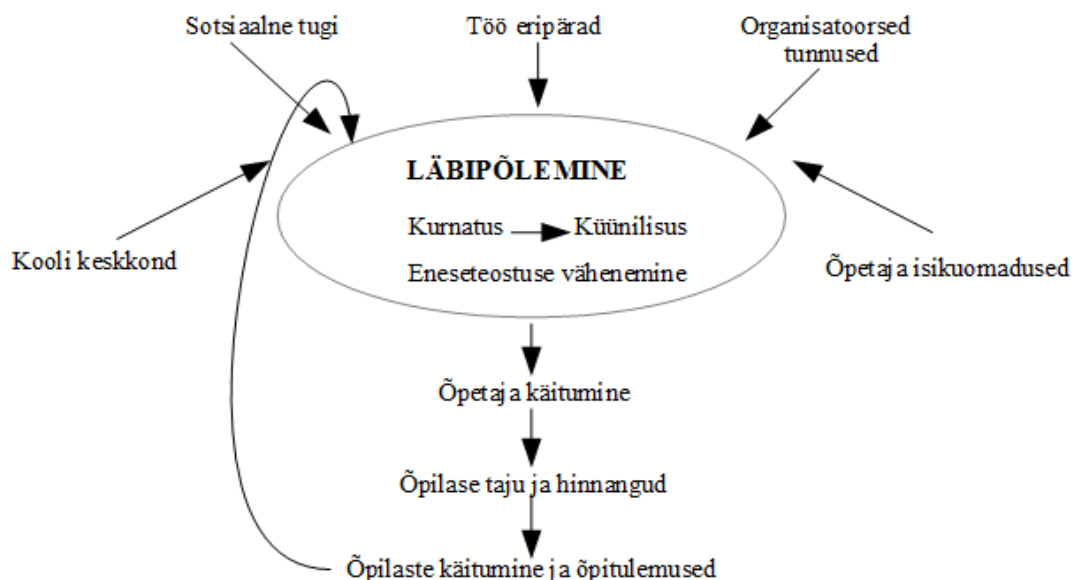 Sotsiaalne tugi
Töö eripärad
Organisatoorsed
tunnused
LÄBIPÕLEMINE
Kurnatus
Küünilisus
Eneseteostuse vähenemine
Kooli keskkond
Õpetaja isikuomadused
Õpetaja käitumine
Õpilase taju ja hinnangud
Õpilaste käitumine ja õpitulemused